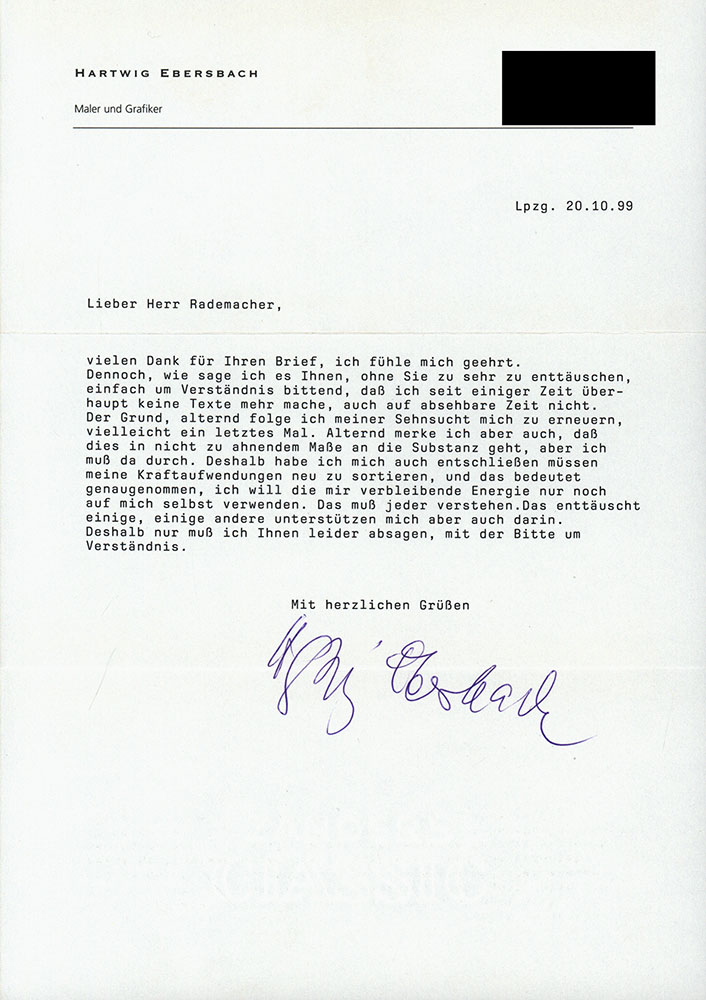 HARTWIG EBERSBACH
Maler und Grafiker
Lpzg. 20.10.99
Lieber Herr Rademacher,
vielen Dank für Ihren Brief, ich fühle mich geehrt.
Dennoch, wie sage ich es Ihnen, ohne Sie zu sehr zu enttäuschen,
einfach um Verständnis bittend, daß ich seit einiger Zeit über-
haupt keine Texte mehr mache, auch auf absehbare Zeit nicht.
Der Grund, alternd folge ich meiner Sehnsucht mich zu erneuern,
vielleicht ein letztes Mal. Alternd merke ich aber auch, daß
dies in nicht zu ahnendem Maße an die Substanz geht, aber ich
muß da durch. Deshalb habe ich mich auch entschließen müssen
meine Kraftaufwendungen neu zu sortieren, und das bedeutet
genaugenommen, ich will die mir verbleibende Energie nur noch
auf mich selbst verwenden. Das muß jeder verstehen.Das enttäuscht
einige, einige andere unterstützen mich aber auch darin.
Deshalb nur muß ich Ihnen leider absagen, mit der Bitte um
Verständnis.
Mit herzlichen Grüßen
Ebersbach